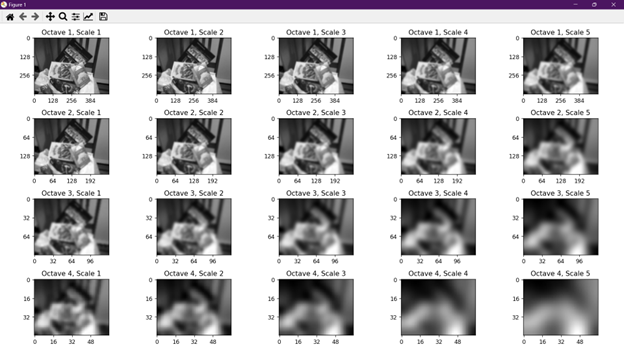 Figure 1
Octave 1, Scale 1 Octave 1, Scale 2 Octave 1, Scale 3 Octave 1, Scale 4 Octave 1, Scale 5
0 0 0 0 0
128 128 128 128 128
256 256 256 256 256
0 128 256 384 0 128 256 384 0 128 256 384 0 128 256 384 0 128 256 384
Octave 2, Scale 1 Octave 2, Scale 2 Octave 2, Scale 3 Octave 2, Scale 4 Octave 2, Scale 5
0 0 0 0 0
64 64 64 64 64
128 128 128 128 128
0 64 128 192 0 64 128 192 0 64 128 192 0 64 128 192 0 64 128 192
Octave 3, Scale 1 Octave 3, Scale 2 Octave 3, Scale 3 Octave 3, Scale 4 Octave 3, Scale 5
0 0 0 0 0
32 32 32 32 32
64 64 64 64 64
0 32 64 96 0 32 64 96 0 32 64 96 0 32 64 96 0 32 64 96
Octave 4, Scale 1 Octave 4, Scale 2 Octave 4, Scale 3 Octave 4, Scale 4 Octave 4, Scale 5
0 0 0 0 0
16 16 16 16 16
32 32 32 32 32
0 16 32 48 0 16 32 48 0 16 32 48 0 16 32 48 0 16 32 48